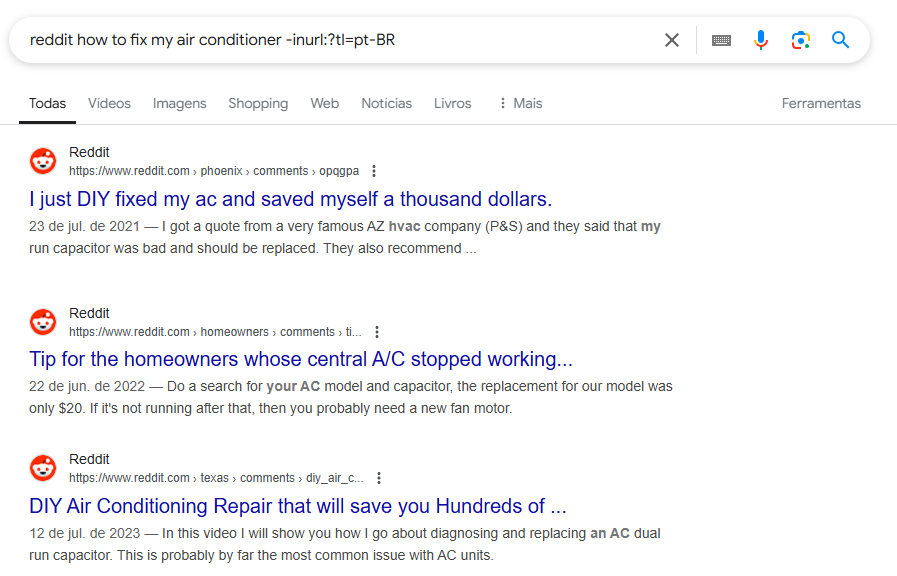 reddit how to fix my air conditioner -inurl:?tl=pt-BR
Todas Vídeos Imagens Shopping Web Notícias Livros Mais Ferramentas
Reddit
https://www.reddit.com › phoenix › comments › opqgpa
I just DIY fixed my ac and saved myself a thousand dollars.
23 de jul. de 2021 — I got a quote from a very famous AZ hvac company (P&S) and they said that my
run capacitor was bad and should be replaced. They also recommend ...
Reddit
https://www.reddit.com › homeowners › comments › ti...
Tip for the homeowners whose central A/C stopped working...
22 de jun. de 2022 — Do a search for your AC model and capacitor, the replacement for our model was
only $20. If it's not running after that, then you probably need a new fan motor.
Reddit
https://www.reddit.com › texas › comments › diy_air_c...
DIY Air Conditioning Repair that will save you Hundreds of ...
12 de jul. de 2023 — In this video I will show you how I go about diagnosing and replacing an AC dual
run capacitor. This is probably by far the most common issue with AC units.